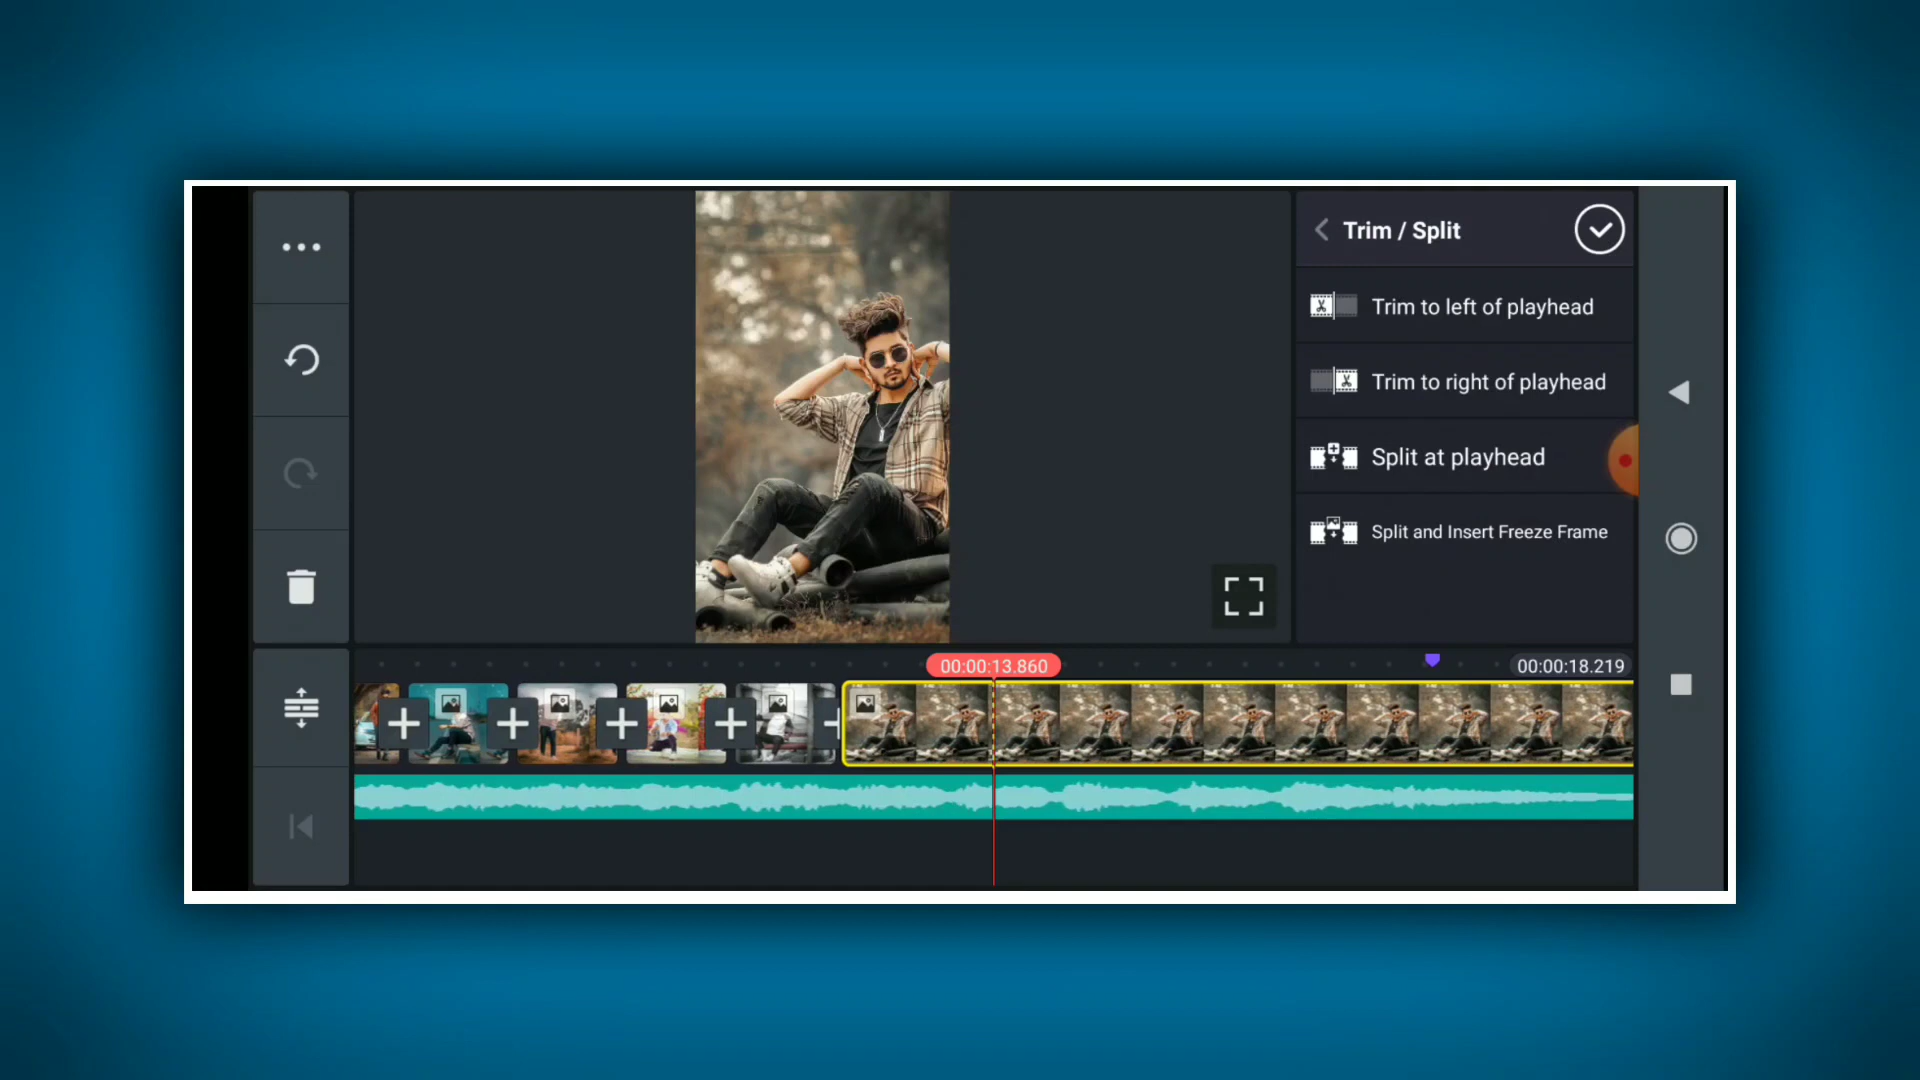 Trim / Split
Trim to left of playhead
Trim to right of playhead
Split at playhead
Split and Insert Freeze Frame
00:00:13.860
00:00:18.219